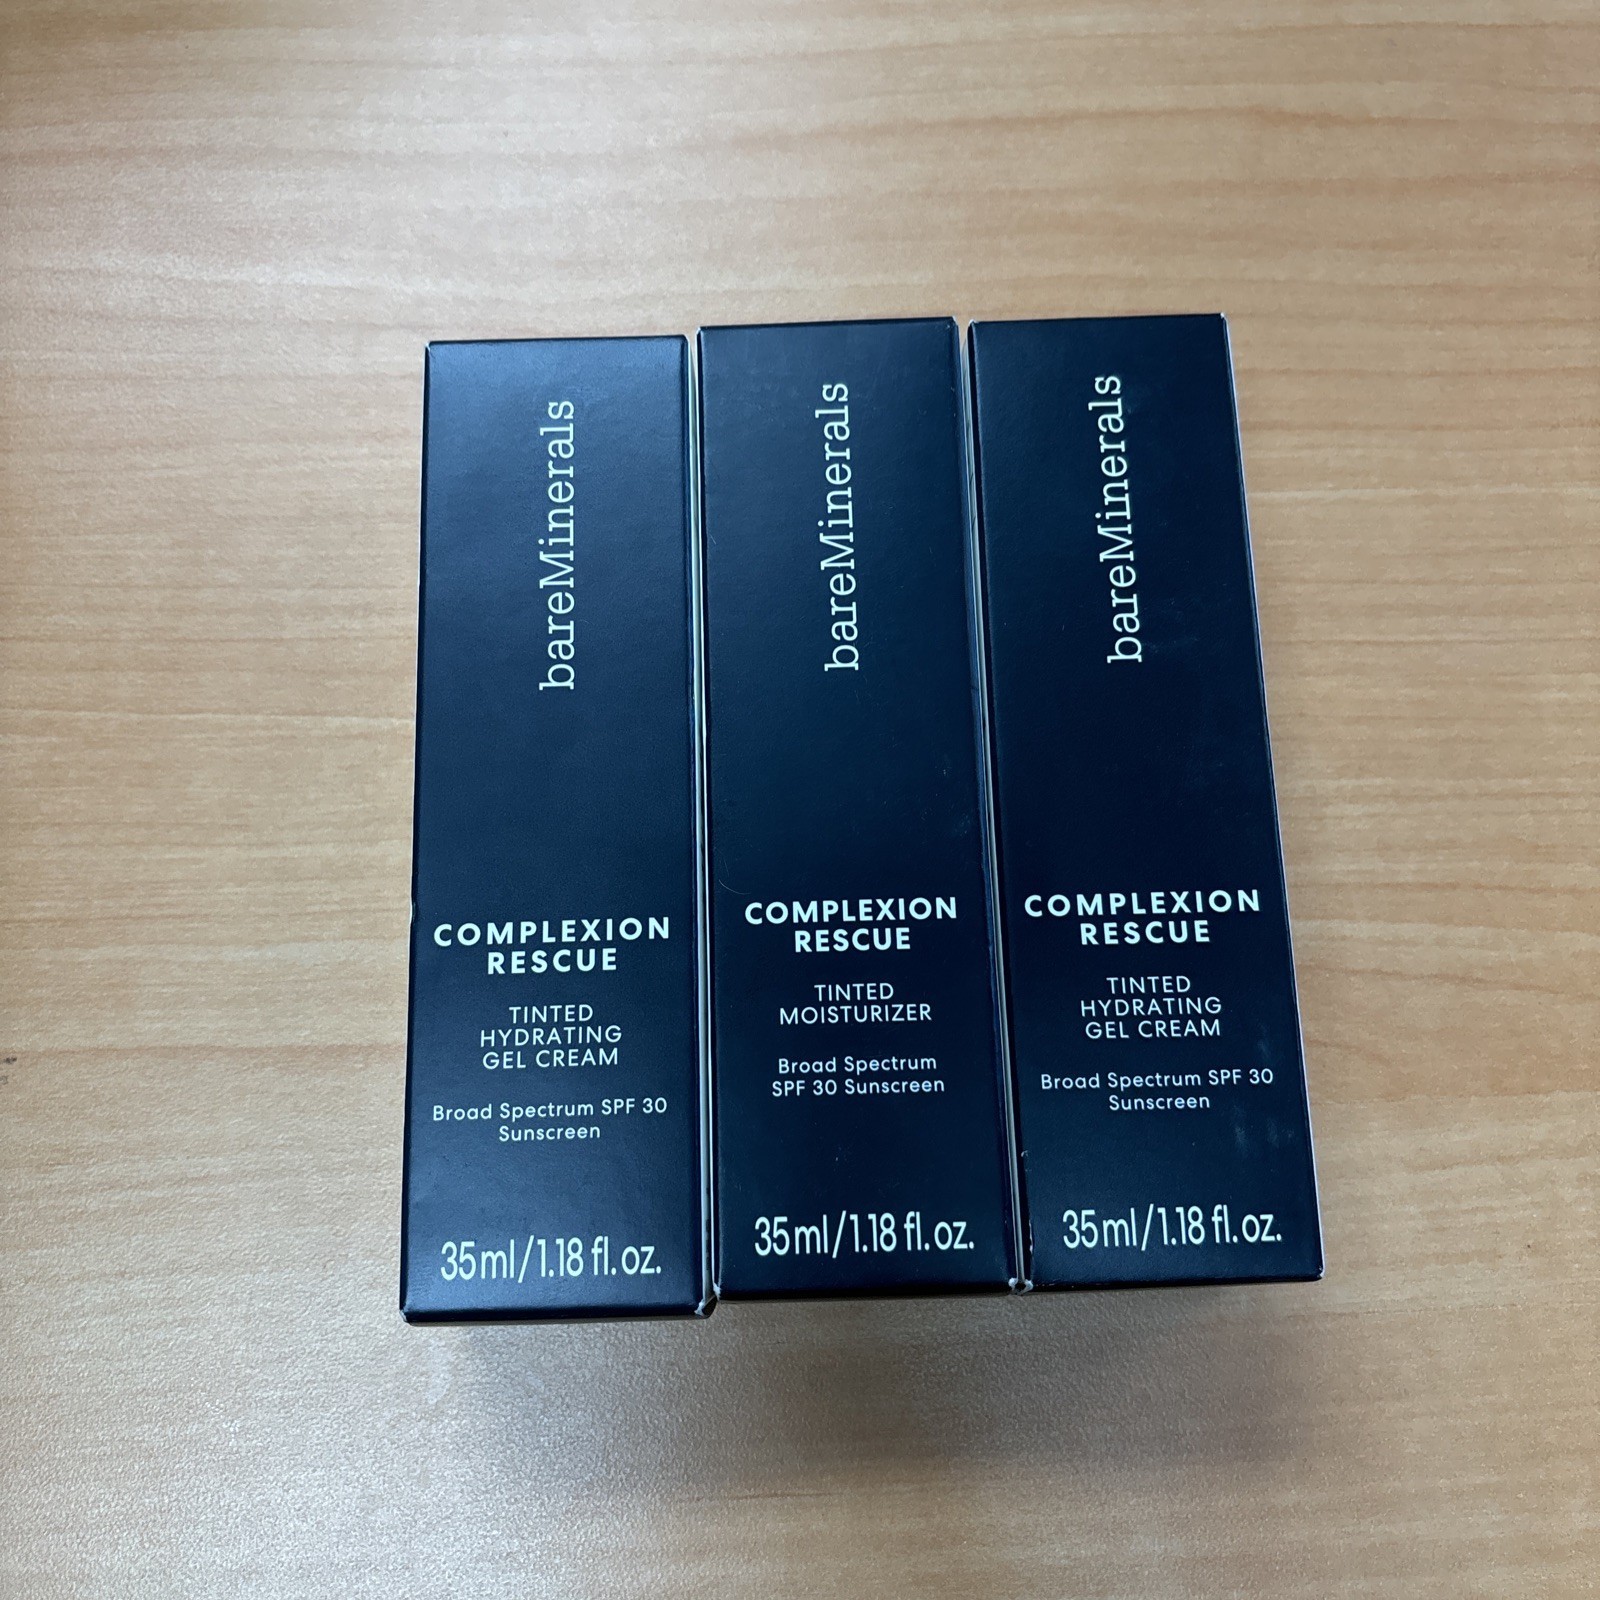 bareMinerals
COMPLEXION
RESCUE
TINTED
HYDRATING
GEL CREAM
Broad Spectrum SPF 30
Sunscreen
35ml/1.18 fl.oz.
bareMinerals
COMPLEXION
RESCUE
TINTED
MOISTURIZER
Broad Spectrum
SPF 30 Sunscreen
35ml/1.18 fl.oz.
bareMinerals
COMPLEXION
RESCUE
TINTED
HYDRATING
GEL CREAM
Broad Spectrum SPF 30
Sunscreen
35ml/1.18 fl.oz.